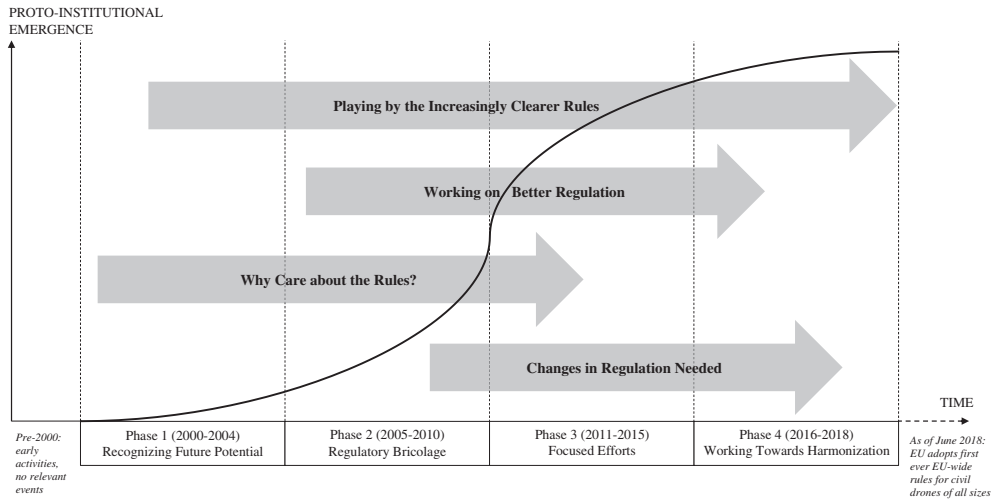 PROTO-INSTITUTIONAL
EMERGENCE
Playing by the Increasingly Clearer Rules
Working on Better Regulation
Why Care about the Rules?
Changes in Regulation Needed
TIME
Pre-2000:
early
activities,
no relevant
events
Phase 1 (2000-2004)
Recognizing Future Potential
Phase 2 (2005-2010)
Regulatory Bricolage
Phase 3 (2011-2015)
Focused Efforts
Phase 4 (2016-2018)
Working Towards Harmonization
As of June 2018:
EU adopts first
ever EU-wide
rules for civil
drones of all sizes